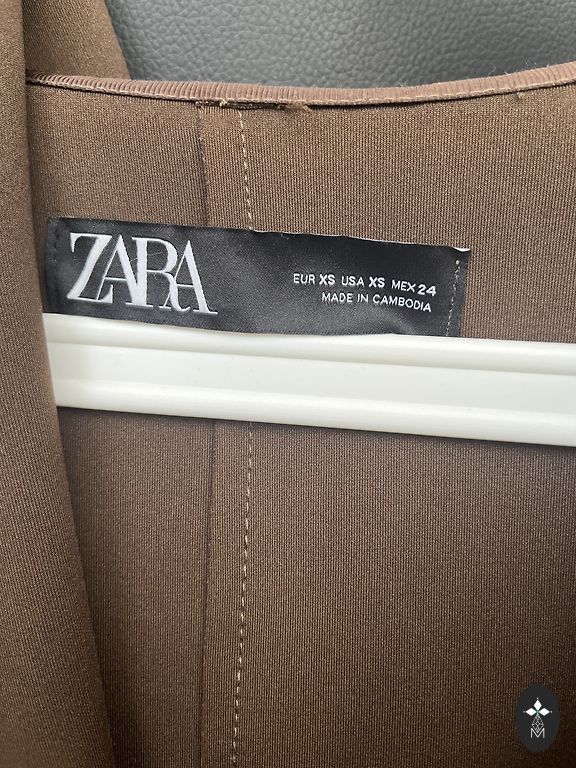 ZARA
EUR XS USA XS MEX 24
MADE IN CAMBODIA
M